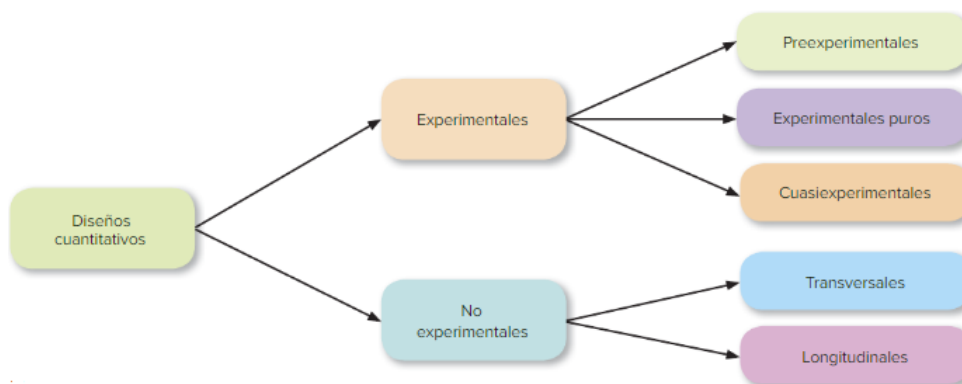 Preexperimentales
Experimentales
Experimentales puros
Cuasiexperimentales
Diseños
cuantitativos
No
experimentales
Transversales
Longitudinales